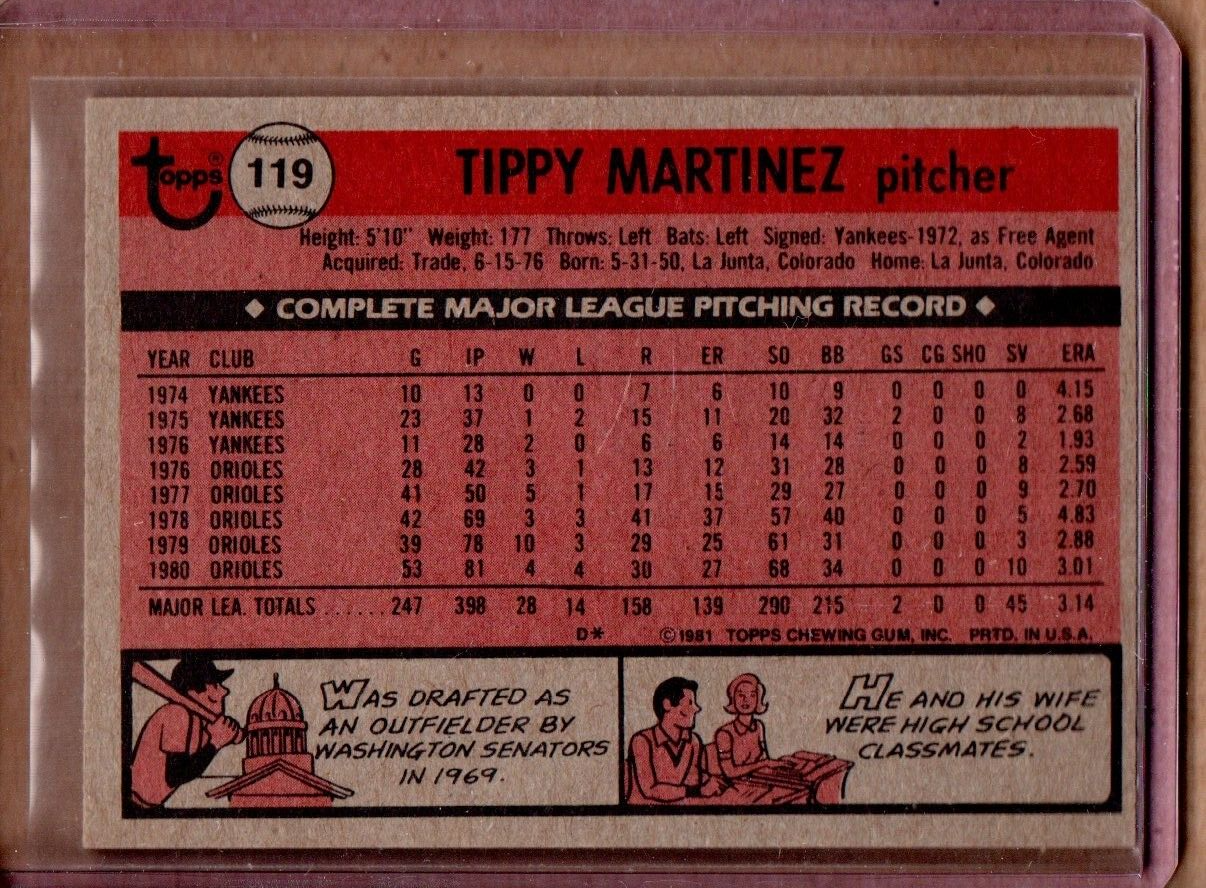 topps® 119 TIPPY MARTINEZ pitcher
Height: 5'10" Weight: 177 Throws: Left Bats: Left Signed: Yankees-1972, as Free Agent
Acquired: Trade, 6-15-76 Born: 5-31-50, La Junta, Colorado Home: La Junta, Colorado
◆ COMPLETE MAJOR LEAGUE PITCHING RECORD ◆
YEAR CLUB G IP W L R ER SO BB GS CG SHO SV ERA
1974 YANKEES 10 13 0 0 7 6 10 9 0 0 0 0 4.15
1975 YANKEES 23 37 1 2 15 11 20 32 2 0 0 8 2.68
1976 YANKEES 11 28 2 0 6 6 14 14 0 0 0 2 1.93
1976 ORIOLES 28 42 3 1 13 12 31 28 0 0 0 8 2.59
1977 ORIOLES 41 50 5 1 17 15 29 27 0 0 0 9 2.70
1978 ORIOLES 42 69 3 3 41 37 57 40 0 0 0 5 4.83
1979 ORIOLES 39 78 10 3 29 25 61 31 0 0 0 3 2.88
1980 ORIOLES 53 81 4 4 30 27 68 34 0 0 0 10 3.01
MAJOR LEA. TOTALS ...... 247 398 28 14 158 139 290 215 2 0 0 45 3.14
D* © 1981 TOPPS CHEWING GUM, INC. PRTD. IN U.S.A.
WAS DRAFTED AS
AN OUTFIELDER BY
WASHINGTON SENATORS
IN 1969.
HE AND HIS WIFE
WERE HIGH SCHOOL
CLASSMATES.